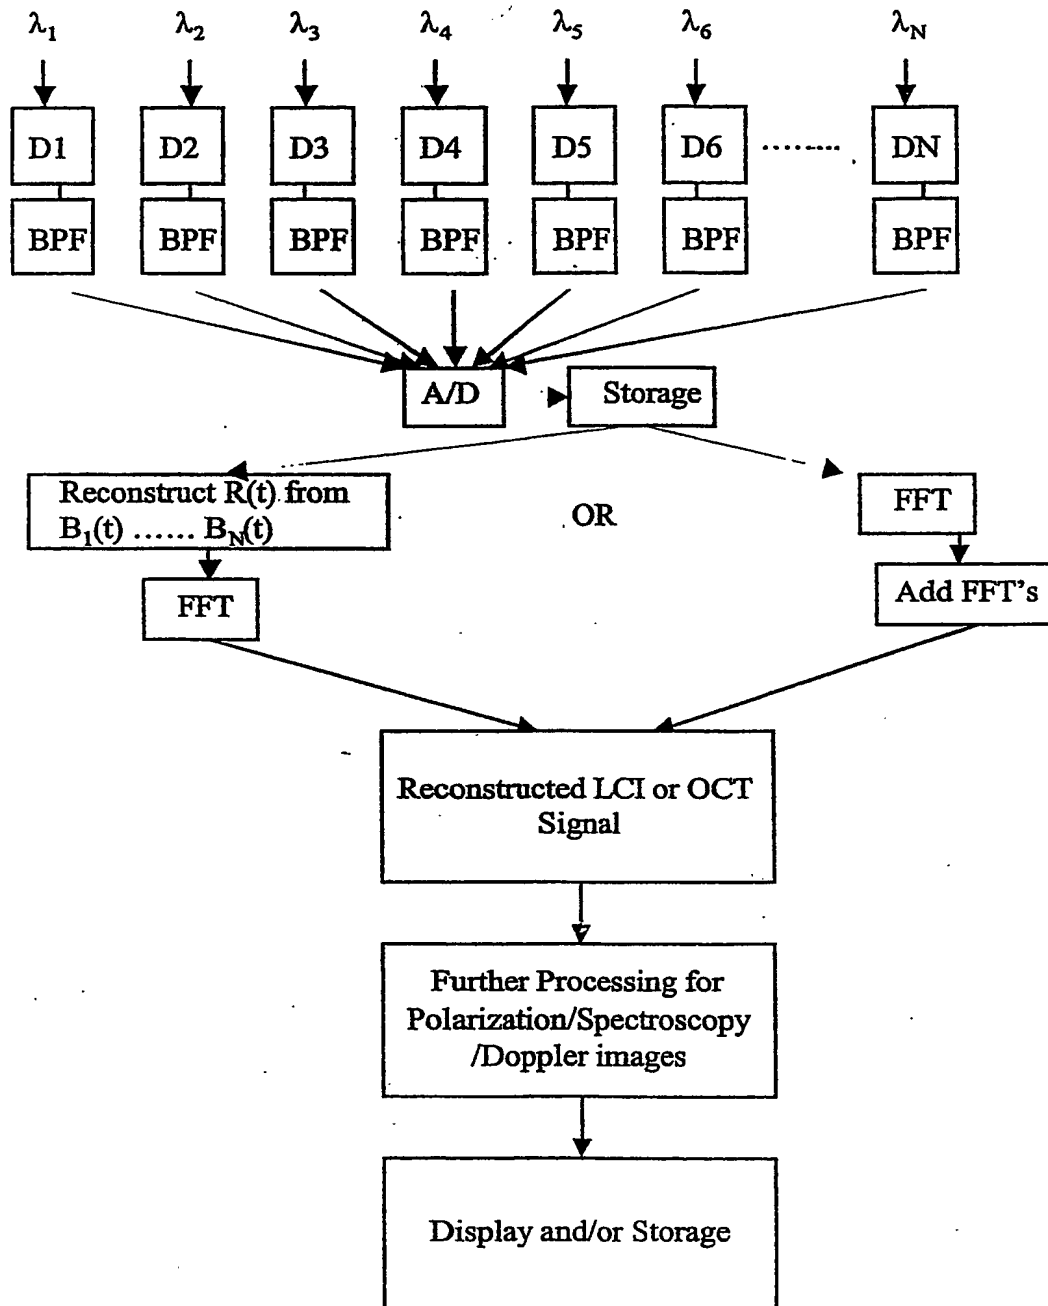 λ1 λ2 λ3 λ4 λ5 λ6 λN
D1 D2 D3 D4 D5 D6 ........ DN
BPF BPF BPF BPF BPF BPF BPF
A/D Storage
Reconstruct R(t) from
B1(t) ...... BN(t)
OR
FFT
FFT
Add FFT's
Reconstructed LCI or OCT
Signal
Further Processing for
Polarization/Spectroscopy
/Doppler images
Display and/or Storage